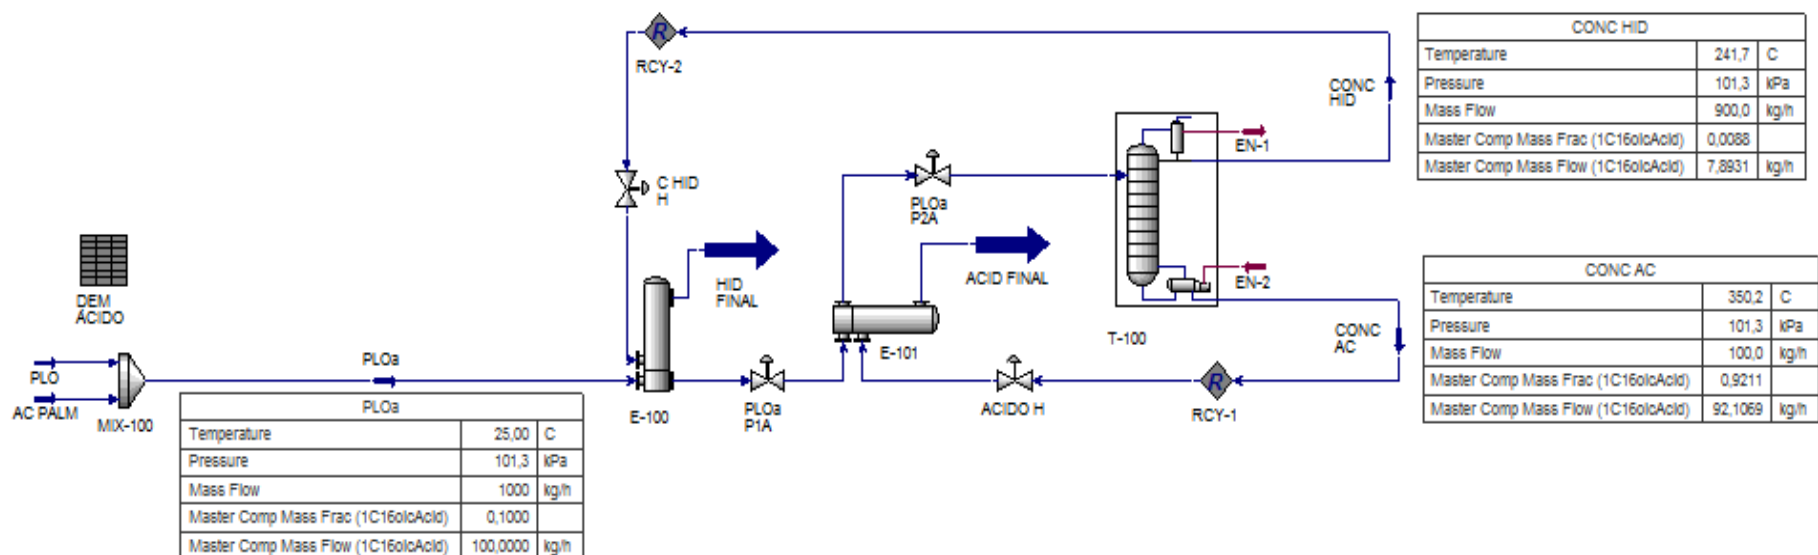 CONC HID
Temperature 241,7 C
Pressure 101,3 kPa
Mass Flow 900,0 kg/h
Master Comp Mass Frac (1C16oicAcid) 0,0088
Master Comp Mass Flow (1C16oicAcid) 7,8931 kg/h
R
RCY-2
CONC
HID
EN-1
C HID
H
PLOa
P2A
HID
FINAL
ACID FINAL
EN-2
DEM
ACIDO
E-101
T-100
CONC
AC
CONC AC
Temperature 350,2 C
Pressure 101,3 kPa
Mass Flow 100,0 kg/h
Master Comp Mass Frac (1C16oicAcid) 0,9211
Master Comp Mass Flow (1C16oicAcid) 92,1069 kg/h
PLO
PLOa
AC PALM
MIX-100
E-100
PLOa
P1A
ACIDO H
R
RCY-1
PLOa
Temperature 25,00 C
Pressure 101,3 kPa
Mass Flow 1000 kg/h
Master Comp Mass Frac (1C16oicAcid) 0,1000
Master Comp Mass Flow (1C16oicAcid) 100,0000 kg/h